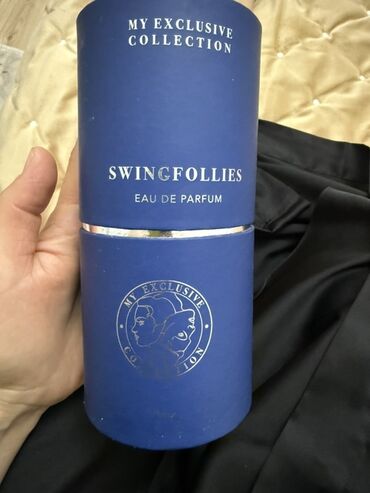 MY EXCLUSIVE
COLLECTION
SWINGFOLLIES
EAU DE PARFUM
MY EXCLUSIVE
COLLECTION